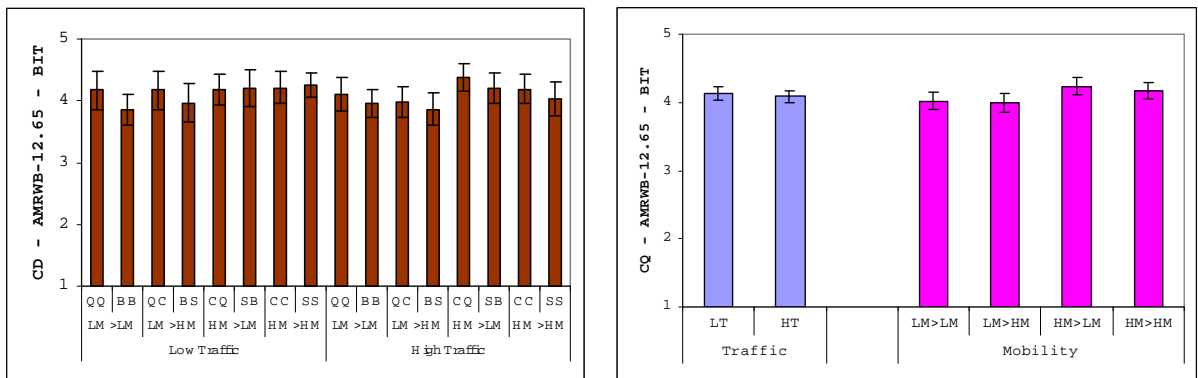 CD - AMRWB-12.65 - BIT
5
4
3
2
1
QQ BB QC BS CQ SB CC SS QQ BB QC BS CQ SB CC SS
LM >LM LM >HM HM >LM HM >HM LM >LM LM >HM HM >LM HM >HM
Low Traffic High Traffic
CQ - AMRWB-12.65 - BIT
5
4
3
2
1
LT HT LM>LM LM>HM HM>LM HM>HM
Traffic Mobility